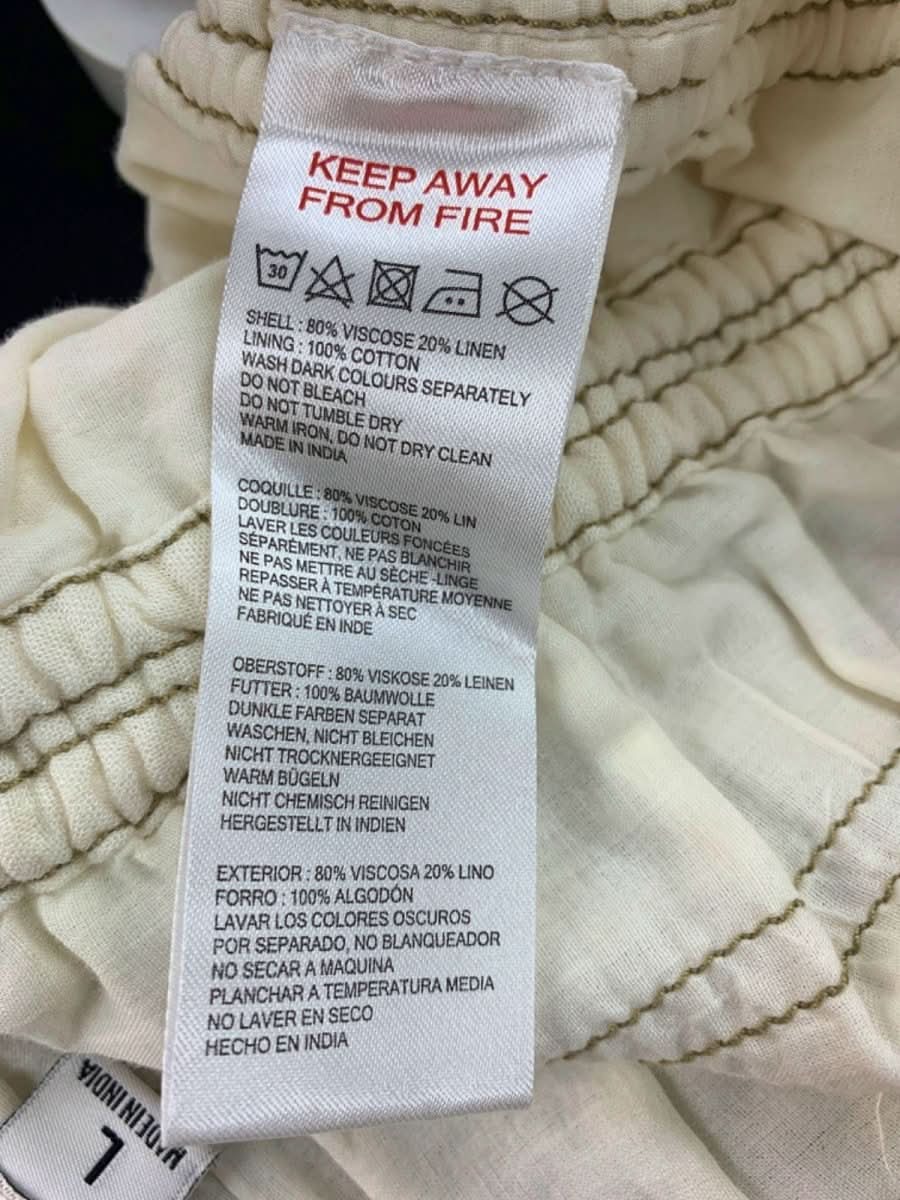 KEEP AWAY
FROM FIRE
30
SHELL : 80% VISCOSE 20% LINEN
LINING : 100% COTTON
WASH DARK COLOURS SEPARATELY
DO NOT BLEACH
DO NOT TUMBLE DRY
WARM IRON, DO NOT DRY CLEAN
MADE IN INDIA
COQUILLE : 80% VISCOSE 20% LIN
DOUBLURE : 100% COTON
LAVER LES COULEURS FONCÉES
SÉPARÉMENT, NE PAS BLANCHIR
NE PAS METTRE AU SÈCHE -LINGE
REPASSER À TEMPÉRATURE MOYENNE
NE PAS NETTOYER À SEC
FABRIQUÉ EN INDE
OBERSTOFF : 80% VISKOSE 20% LEINEN
FUTTER : 100% BAUMWOLLE
DUNKLE FARBEN SEPARAT
WASCHEN, NICHT BLEICHEN
NICHT TROCKNERGEEIGNET
WARM BÜGELN
NICHT CHEMISCH REINIGEN
HERGESTELLT IN INDIEN
EXTERIOR : 80% VISCOSA 20% LINO
FORRO : 100% ALGODÓN
LAVAR LOS COLORES OSCUROS
POR SEPARADO, NO BLANQUEADOR
NO SECAR A MAQUINA
PLANCHAR A TEMPERATURA MEDIA
NO LAVER EN SECO
HECHO EN INDIA
L
MADE IN INDIA